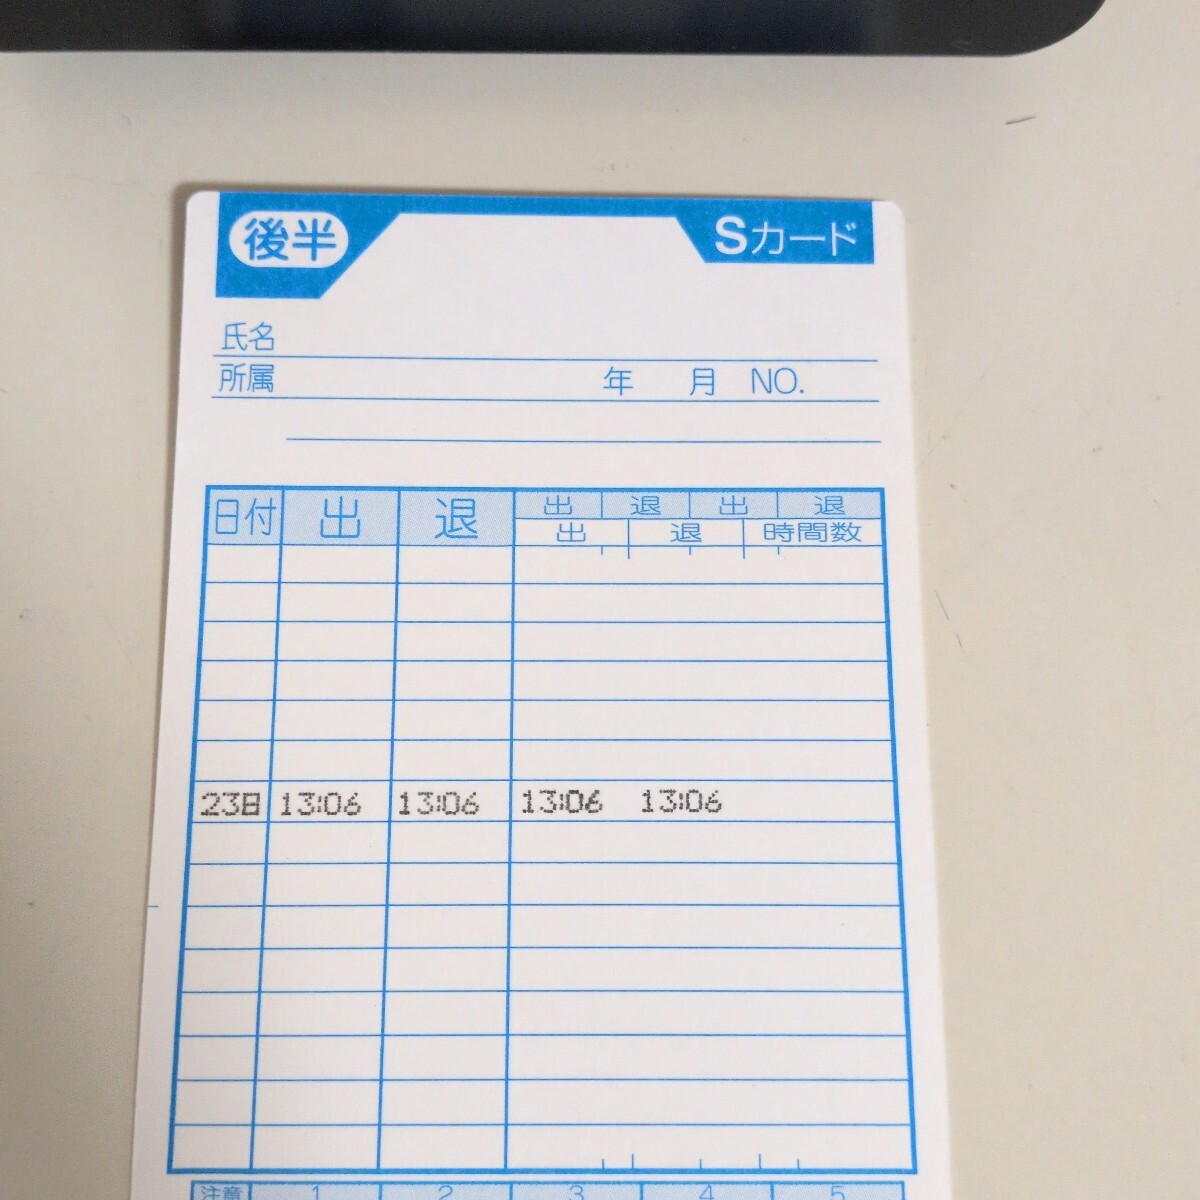 後半 Sカード
氏名
所属 年 月 NO.
日付 出 退 出 退 出 退
出 退 時間数
23日 13:06 13:06 13:06 13:06
注意 1 2 3 4 5